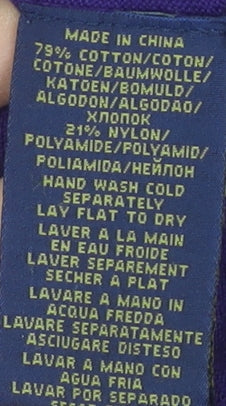 MADE IN CHINA
79% COTTON/COTON/
COTONE/BAUMWOLLE/
KATOEN/BOMULD/
ALGODON/ALGODAO/
ХЛОПОК
21% NYLON/
POLYAMIDE/POLYAMID/
POLIAMIDA/НЕЙЛОН
HAND WASH COLD
SEPARATELY
LAY FLAT TO DRY
LAVER A LA MAIN
EN EAU FROIDE
LAVER SEPAREMENT
SECHER A PLAT
LAVARE A MANO IN
ACQUA FREDDA
LAVARE SEPARATAMENTE
ASCIUGARE DISTESO
LAVAR A MANO CON
AGUA FRIA
LAVAR POR SEPARADO